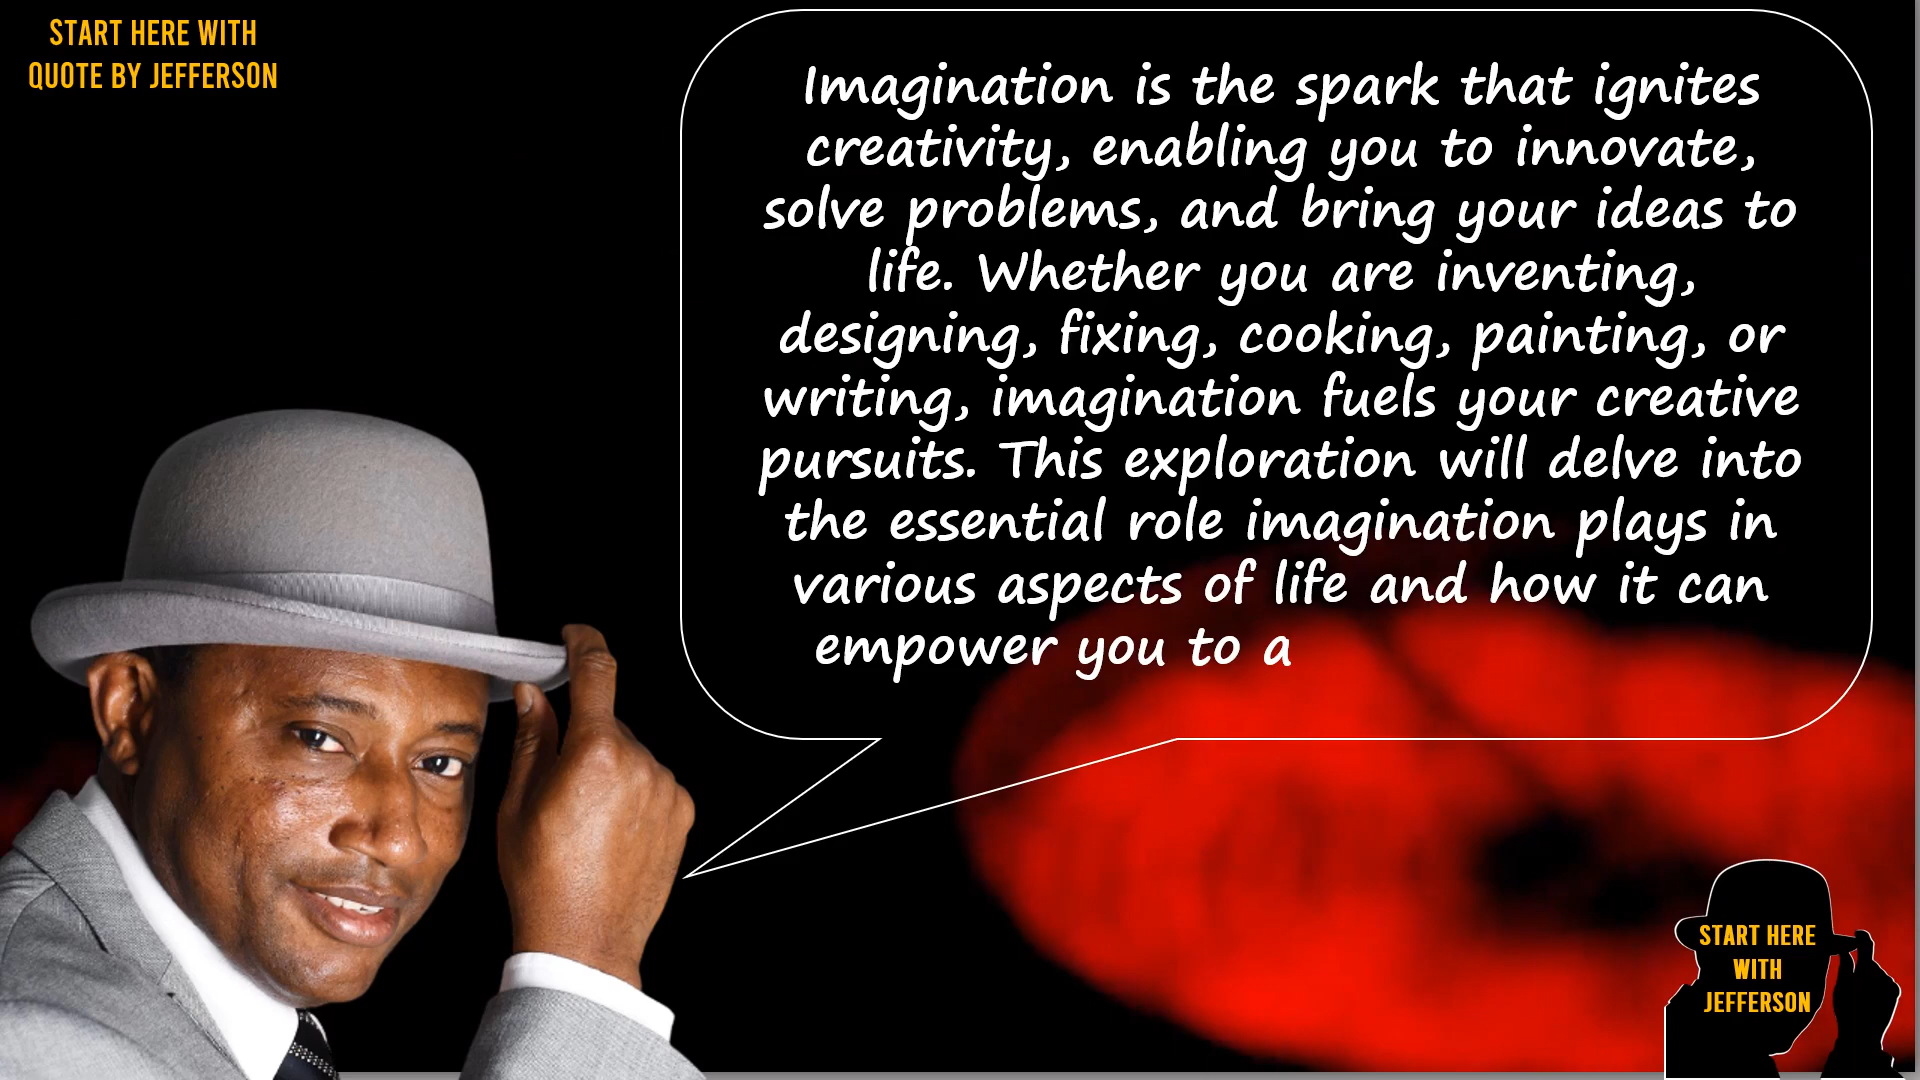 START HERE WITH
QUOTE BY JEFFERSON
Imagination is the spark that ignites
creativity, enabling you to innovate,
solve problems, and bring your ideas to
life. Whether you are inventing,
designing, fixing, cooking, painting, or
writing, imagination fuels your creative
pursuits. This exploration will delve into
the essential role imagination plays in
various aspects of life and how it can
empower you to a
START HERE
WITH
JEFFERSON